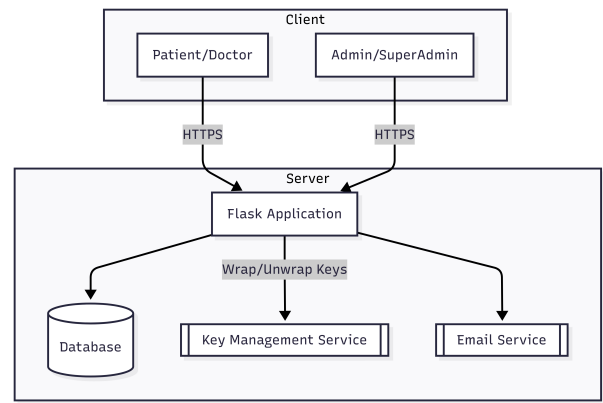 Client
Patient/Doctor
Admin/SuperAdmin
HTTPS
HTTPS
Server
Flask Application
Wrap/Unwrap Keys
Database
Key Management Service
Email Service